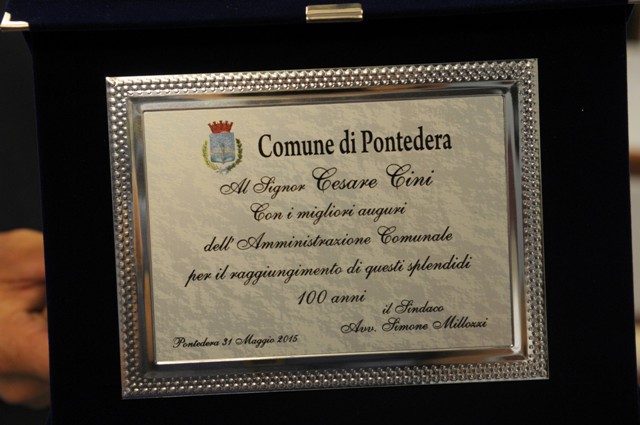 Comune di Pontedera
Al Signor Cesare Cini
Con i migliori auguri
dell' Amministrazione Comunale
per il raggiungimento di questi splendidi
100 anni
il Sindaco
Avv. Simone Millozzi
Pontedera 31 Maggio 2015